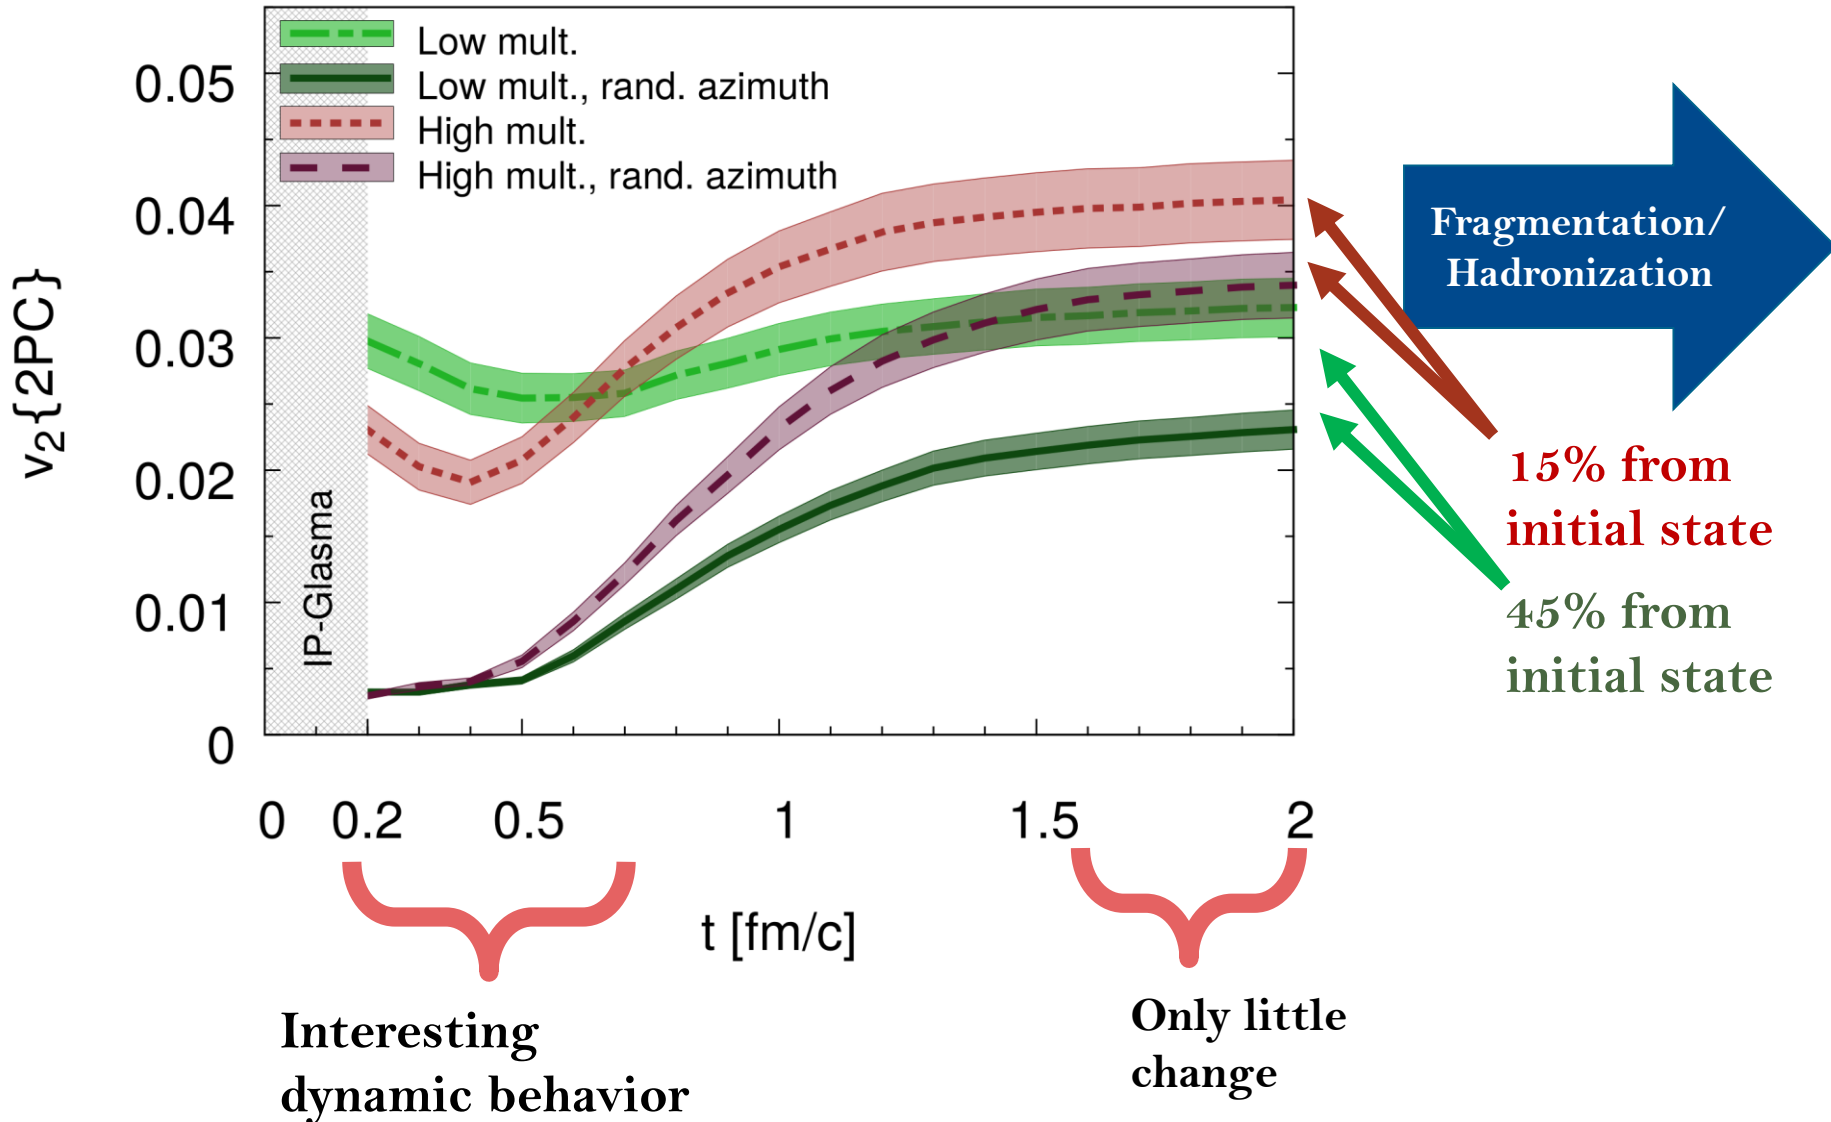 Low mult.
Low mult., rand. azimuth
High mult.
High mult., rand. azimuth
0.05
0.04
0.03
0.02
0.01
0
v₂{2PC}
IP-Glasma
0 0.2 0.5 1 1.5 2
t [fm/c]
Fragmentation/
Hadronization
15% from
initial state
45% from
initial state
Interesting
dynamic behavior
Only little
change